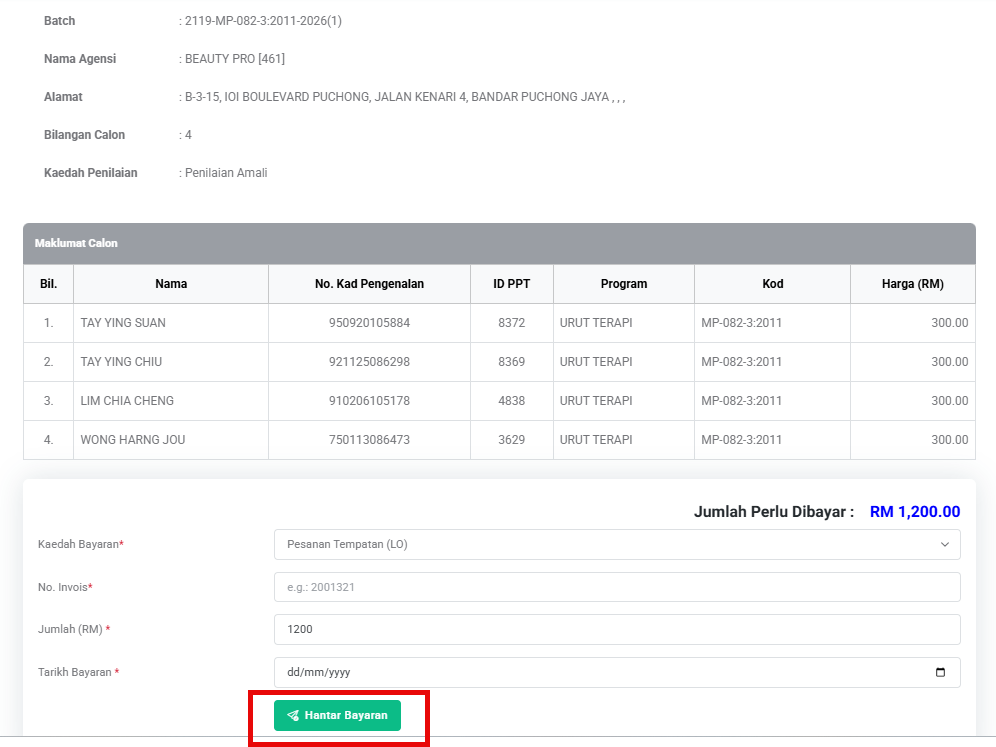 Batch : 2119-MP-082-3:2011-2026(1)
Nama Agensi : BEAUTY PRO [461]
Alamat : B-3-15, IOI BOULEVARD PUCHONG, JALAN KENARI 4, BANDAR PUCHONG JAYA , , ,
Bilangan Calon : 4
Kaedah Penilaian : Penilaian Amali
Maklumat Calon
Bil. Nama No. Kad Pengenalan ID PPT Program Kod Harga (RM)
1. TAY YING SUAN 950920105884 8372 URUT TERAPI MP-082-3:2011 300.00
2. TAY YING CHIU 921125086298 8369 URUT TERAPI MP-082-3:2011 300.00
3. LIM CHIA CHENG 910206105178 4838 URUT TERAPI MP-082-3:2011 300.00
4. WONG HARNG JOU 750113086473 3629 URUT TERAPI MP-082-3:2011 300.00
Jumlah Perlu Dibayar : RM 1,200.00
Kaedah Bayaran* Pesanan Tempatan (LO)
No. Invois* e.g.: 2001321
Jumlah (RM) * 1200
Tarikh Bayaran * dd/mm/yyyy
Hantar Bayaran